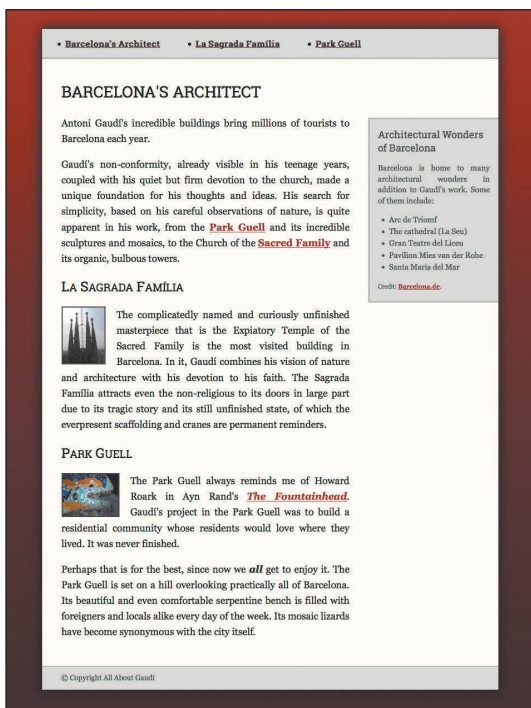 • Barcelona's Architect • La Sagrada Família • Park Guell
BARCELONA'S ARCHITECT
Antoni Gaudí's incredible buildings bring millions of tourists to
Barcelona each year.
Gaudí's non-conformity, already visible in his teenage years,
coupled with his quiet but firm devotion to the church, made a
unique foundation for his thoughts and ideas. His search for
simplicity, based on his careful observations of nature, is quite
apparent in his work, from the Park Guell and its incredible
sculptures and mosaics, to the Church of the Sacred Family and
its organic, bulbous towers.
LA SAGRADA FAMÍLIA
The complicatedly named and curiously unfinished
masterpiece that is the Expiatory Temple of the
Sacred Family is the most visited building in
Barcelona. In it, Gaudí combines his vision of nature
and architecture with his devotion to his faith. The Sagrada
Família attracts even the non-religious to its doors in large part
due to its tragic story and its still unfinished state, of which the
everpresent scaffolding and cranes are permanent reminders.
PARK GUELL
The Park Guell always reminds me of Howard
Roark in Ayn Rand's The Fountainhead.
Gaudí's project in the Park Guell was to build a
residential community whose residents would love where they
lived. It was never finished.
Perhaps that is for the best, since now we all get to enjoy it. The
Park Guell is set on a hill overlooking practically all of Barcelona.
Its beautiful and even comfortable serpentine bench is filled with
foreigners and locals alike every day of the week. Its mosaic lizards
have become synonymous with the city itself.
Architectural Wonders
of Barcelona
Barcelona is home to many
architectural wonders in
addition to Gaudí's work. Some
of them include:
• Arc de Triomf
• The cathedral (La Seu)
• Gran Teatre del Liceu
• Pavilion Mies van der Rohe
• Santa Maria del Mar
Credit: Barcelona.de.
© Copyright All About Gaudí